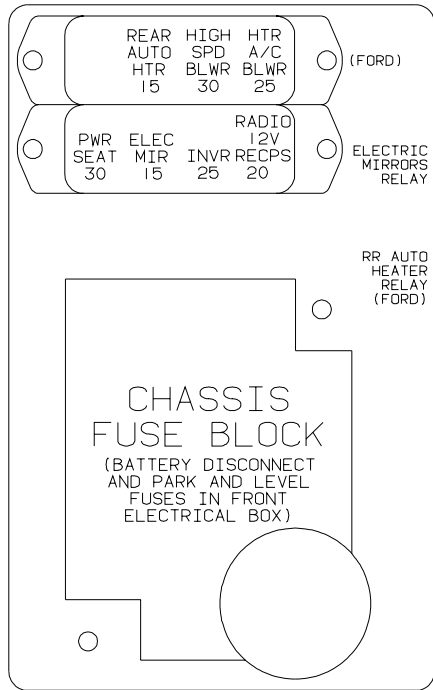 REAR AUTO HTR 15
HIGH SPD BLWR 30
HTR A/C BLWR 25
(FORD)
PWR SEAT 30
ELEC MIR 15
INVR 25
RADIO 12V RECPS 20
ELECTRIC
MIRRORS
RELAY
RR AUTO
HEATER
RELAY
(FORD)
CHASSIS
FUSE BLOCK
(BATTERY DISCONNECT
AND PARK AND LEVEL
FUSES IN FRONT
ELECTRICAL BOX)